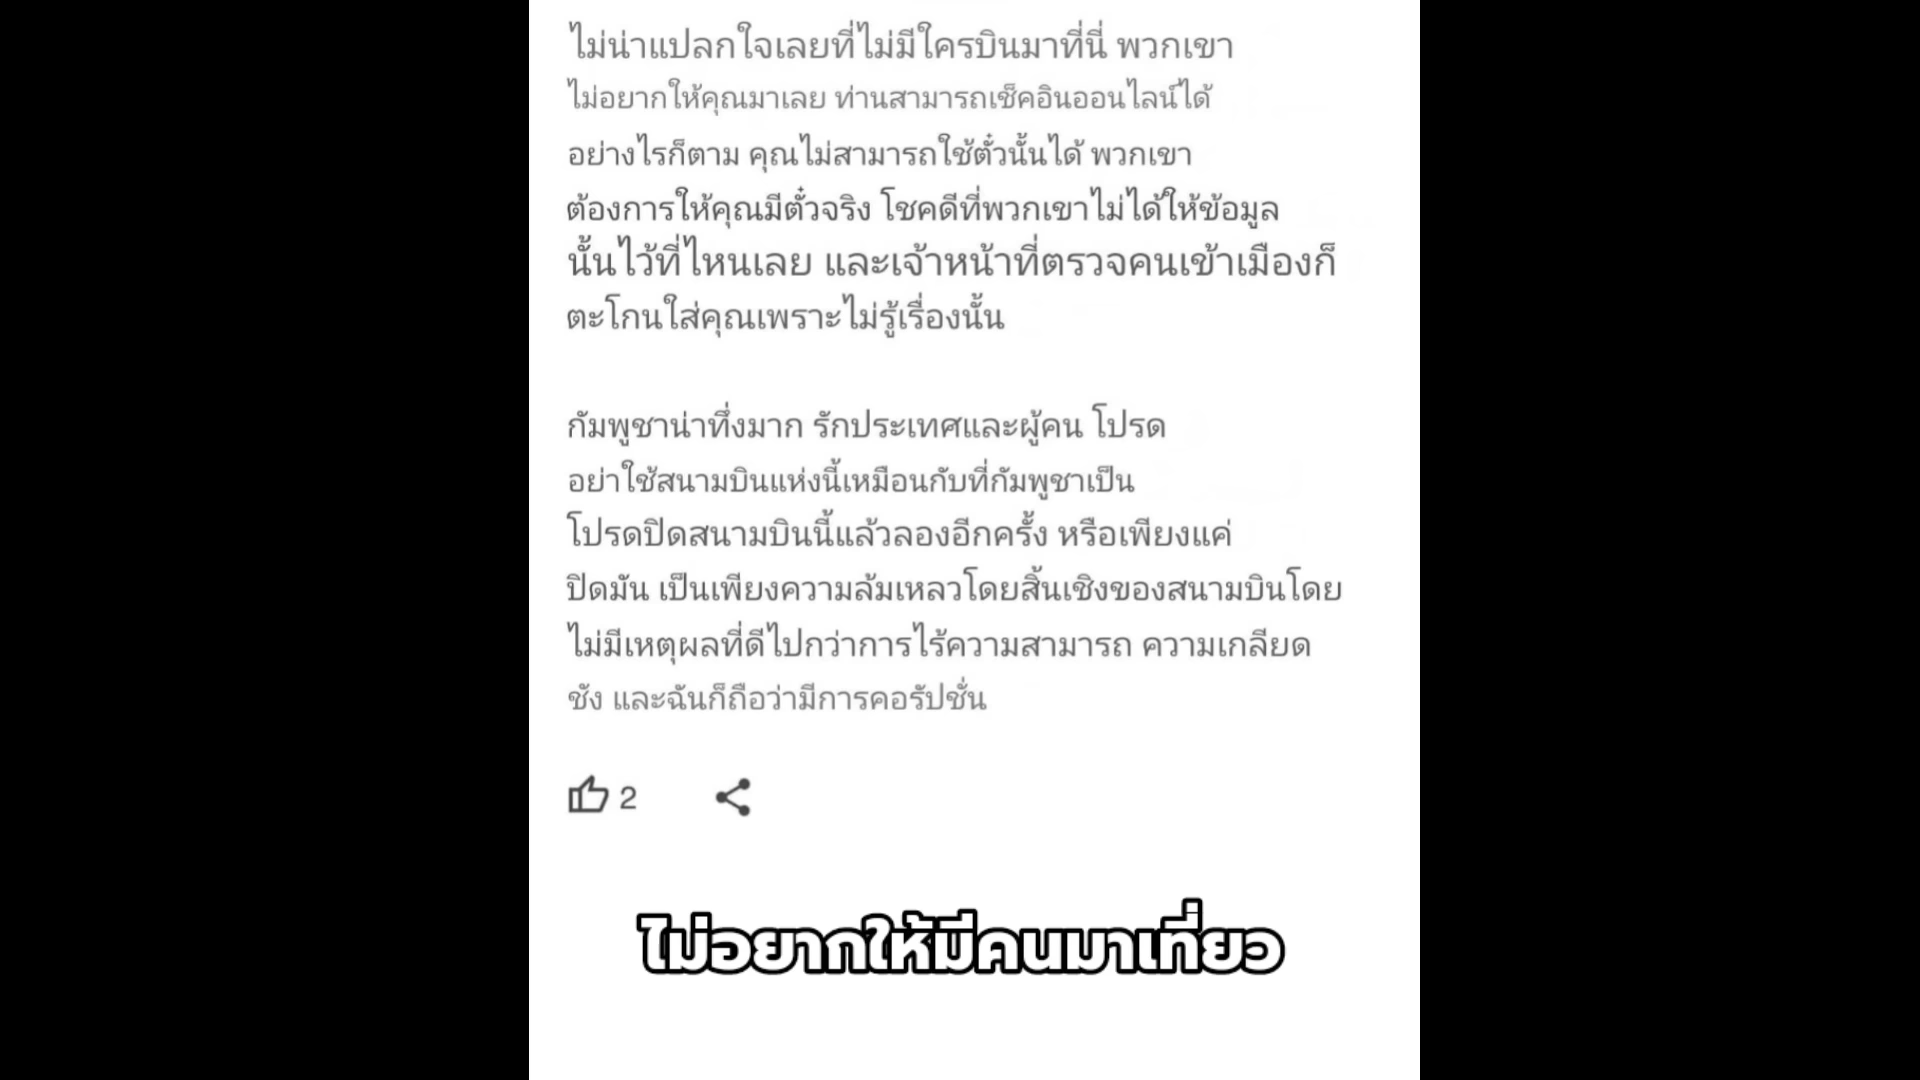 ไม่น่าแปลกใจเลยที่ไม่มีใครบินมาที่นี่ พวกเขา
ไม่อยากให้คุณมาเลย ท่านสามารถเช็คอินออนไลน์ได้
อย่างไรก็ตาม คุณไม่สามารถใช้ตั๋วนั้นได้ พวกเขา
ต้องการให้คุณมีตั๋วจริง โชคดีที่พวกเขาไม่ได้ให้ข้อมูล
นั้นไว้ที่ไหนเลย และเจ้าหน้าที่ตรวจคนเข้าเมืองก็
ตะโกนใส่คุณเพราะไม่รู้เรื่องนั้น
กัมพูชาน่าทึ่งมาก รักประเทศและผู้คน โปรด
อย่าใช้สนามบินแห่งนี้เหมือนกับที่กัมพูชาเป็น
โปรดปิดสนามบินนี้แล้วลองอีกครั้ง หรือเพียงแค่
ปิดมัน เป็นเพียงความล้มเหลวโดยสิ้นเชิงของสนามบินโดย
ไม่มีเหตุผลที่ดีไปกว่าการไร้ความสามารถ ความเกลียด
ชัง และฉันก็ถือว่ามีการคอรัปชั่น
2
ไม่อยากให้มีคนมาเที่ยว